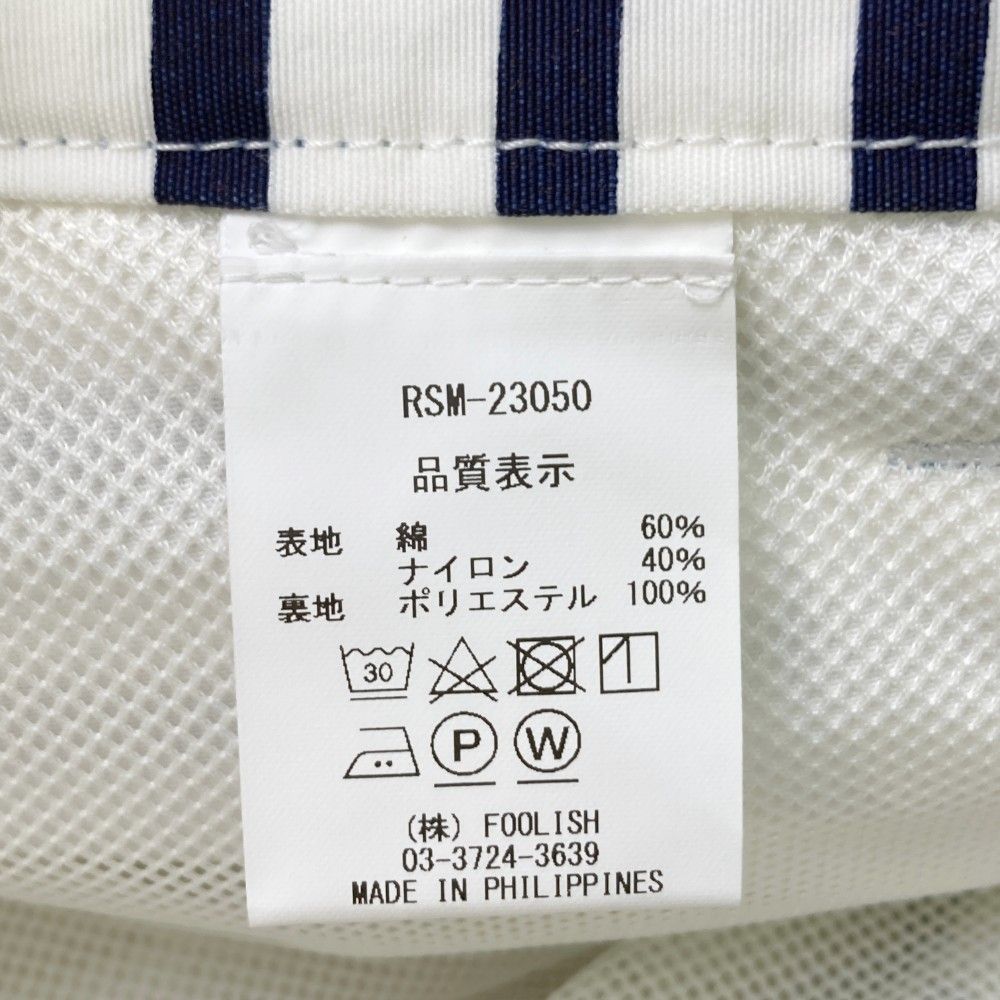 RSM-23050
品質表示
表地 綿 60%
ナイロン 40%
裏地 ポリエステル 100%
30
P W
(株) FOOLISH
03-3724-3639
MADE IN PHILIPPINES